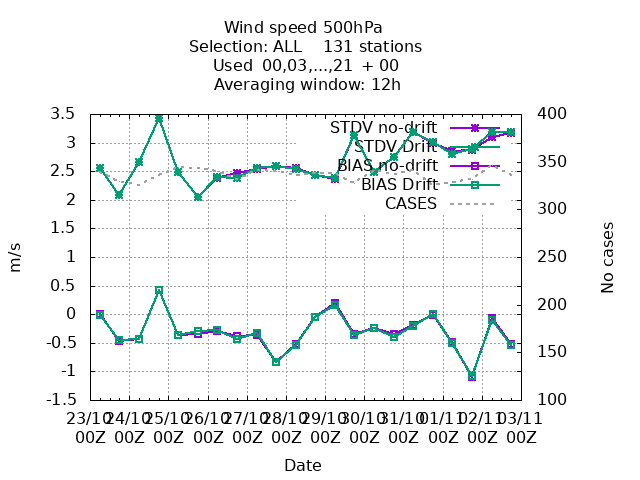 Wind speed 500hPa
Selection: ALL    131 stations
Used  00,03,...,21  + 00
Averaging window: 12h
3.5
3
2.5
2
1.5
1
0.5
0
-0.5
-1
-1.5
400
350
300
250
200
150
100
STDV no-drift
STDV Drift
BIAS no-drift
BIAS Drift
CASES
m/s
No cases
23/10 24/10 25/10 26/10 27/10 28/10 29/10 30/10 31/10 01/11 02/11 03/11
00Z 00Z 00Z 00Z 00Z 00Z 00Z 00Z 00Z 00Z 00Z 00Z
Date